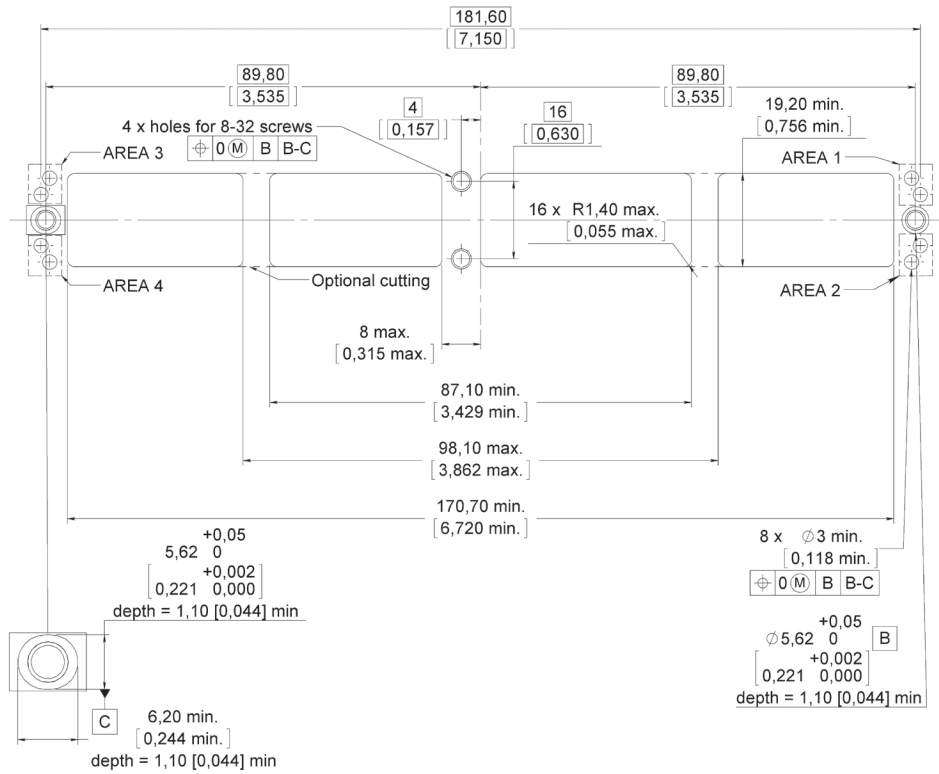 181,60
[7,150]
89,80
[3,535]
89,80
[3,535]
4
[0,157]
16
[0,630]
19,20 min.
[0,756 min.]
4 x holes for 8-32 screws
⌖ 0 Ⓜ B B-C
AREA 3
AREA 1
16 x R1,40 max.
[0,055 max.]
AREA 4
Optional cutting
AREA 2
8 max.
[0,315 max.]
87,10 min.
[3,429 min.]
98,10 max.
[3,862 max.]
170,70 min.
[6,720 min.]
+0,05
5,62 0
+0,002
[0,221 0,000]
depth = 1,10 [0,044] min
8 x ∅3 min.
[0,118 min.]
⌖ 0 Ⓜ B B-C
+0,05
∅5,62 0 B
+0,002
[0,221 0,000]
depth = 1,10 [0,044] min
C
6,20 min.
[0,244 min.]
depth = 1,10 [0,044] min